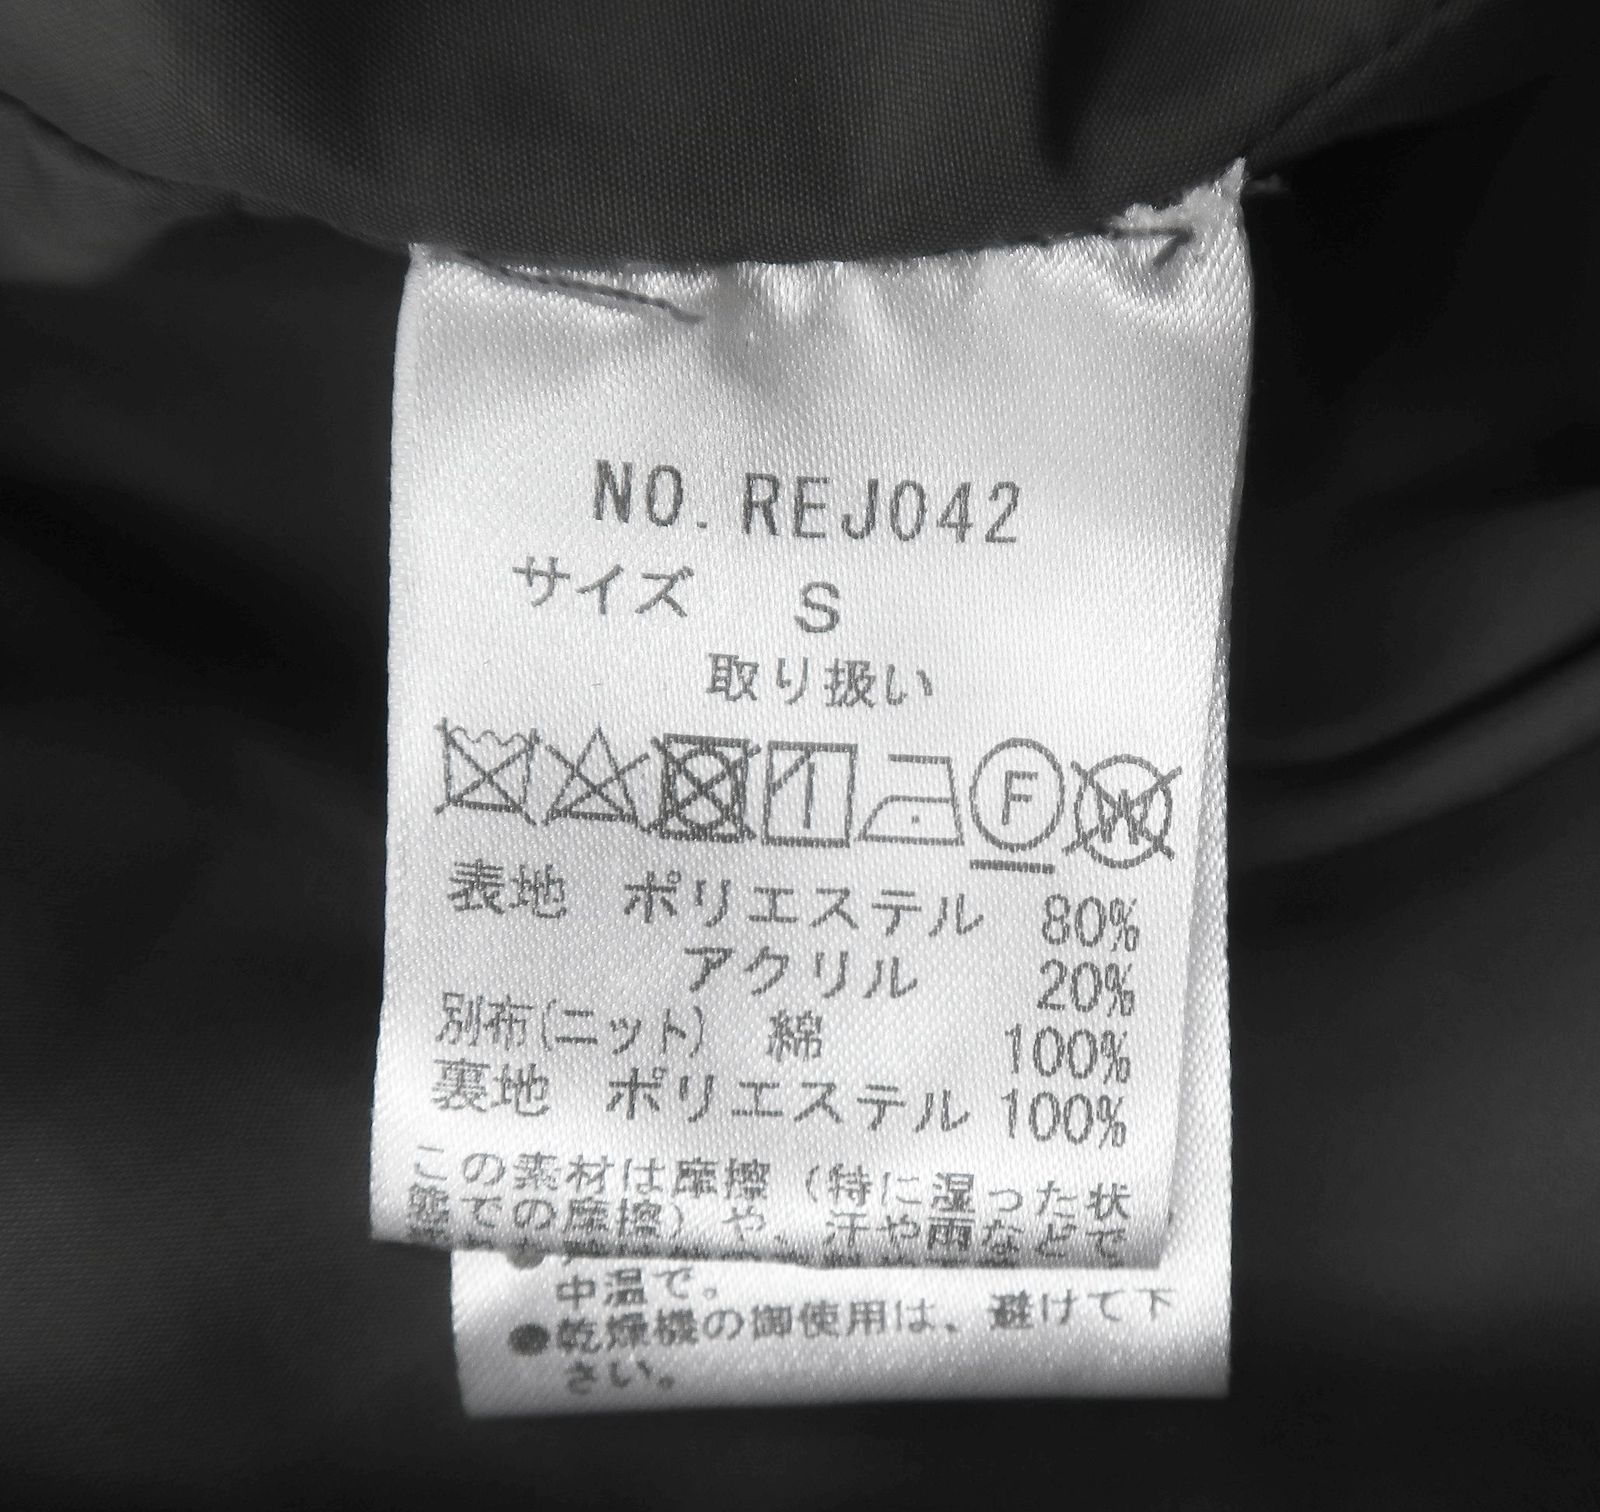 NO. REJ042
サイズ S
取り扱い
F W
表地 ポリエステル 80%
アクリル 20%
別布(ニット) 綿 100%
裏地 ポリエステル 100%
この素材は摩擦(特に湿った状
態での摩擦)や、汗や雨などで
中温で。
●乾燥機の御使用は、避けて下
さい。